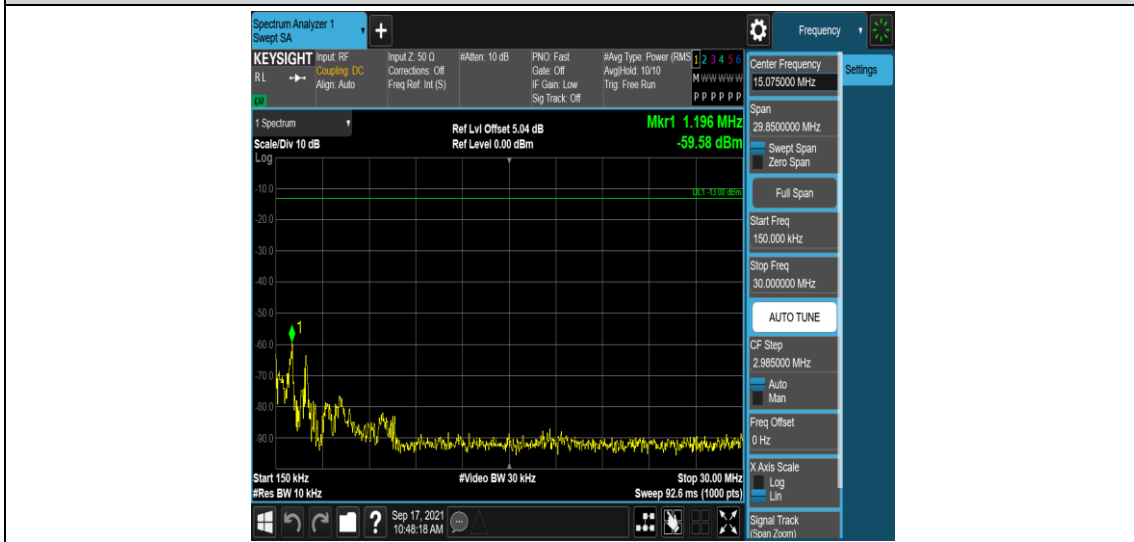 Spectrum Analyzer 1
Swept SA
+
Frequency
KEYSIGHT
RL
Input: RF
Coupling: DC
Align: Auto
Input Z: 50 Ω
Corrections: Off
Freq Ref: Int (S)
#Atten: 10 dB
PNO: Fast
Gate: Off
IF Gain: Low
Sig Track: Off
#Avg Type: Power (RMS
Avg|Hold: 10/10
Trig: Free Run
1 2 3 4 5 6
M W W W W W
P P P P P P
1 Spectrum
Scale/Div 10 dB
Log
Ref Lvl Offset 5.04 dB
Ref Level 0.00 dBm
Mkr1 1.196 MHz
-59.58 dBm
DL1 -13.00 dBm
-10.0
-20.0
-30.0
-40.0
-50.0
-60.0
-70.0
-80.0
-90.0
1
Start 150 kHz
#Res BW 10 kHz
#Video BW 30 kHz
Stop 30.00 MHz
Sweep 92.6 ms (1000 pts)
?
Sep 17, 2021
10:48:18 AM
Center Frequency
15.075000 MHz
Settings
Span
29.8500000 MHz
Swept Span
Zero Span
Full Span
Start Freq
150.000 kHz
Stop Freq
30.000000 MHz
AUTO TUNE
CF Step
2.985000 MHz
Auto
Man
Freq Offset
0 Hz
X Axis Scale
Log
Lin
Signal Track
(Span Zoom)